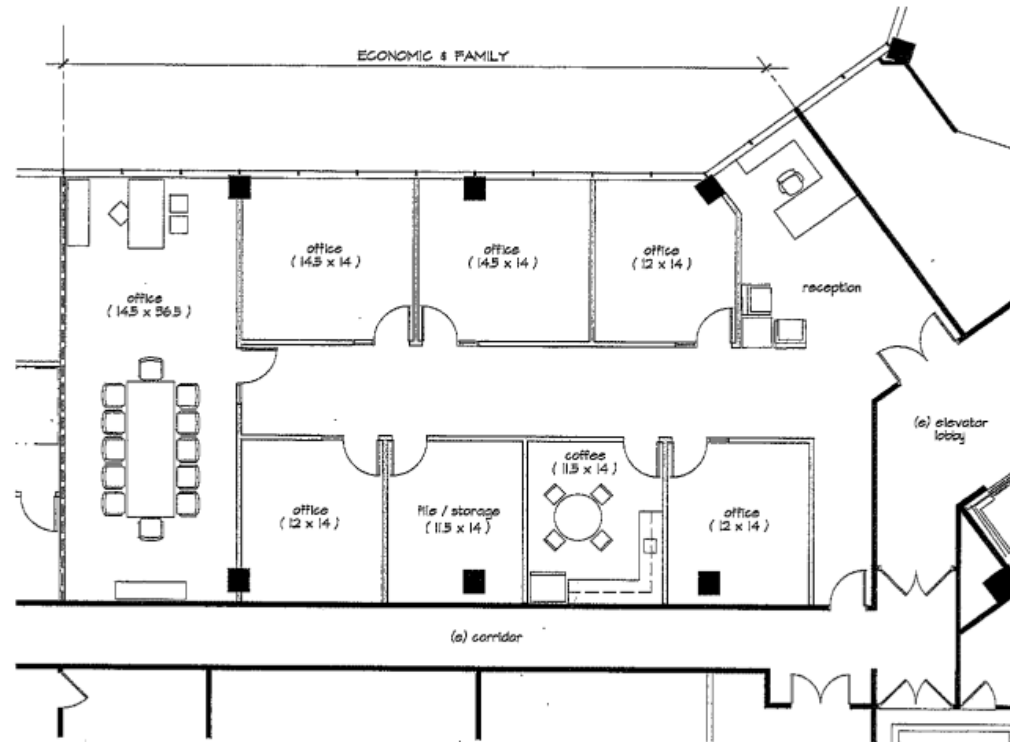 ECONOMIC & FAMILY
office
( 14.5 x 14 )
office
( 14.5 x 14 )
office
( 12 x 14 )
reception
office
( 14.5 x 36.5 )
(e) elevator
lobby
coffee
( 11.5 x 14 )
office
( 12 x 14 )
file / storage
( 11.5 x 14 )
office
( 12 x 14 )
(e) corridor